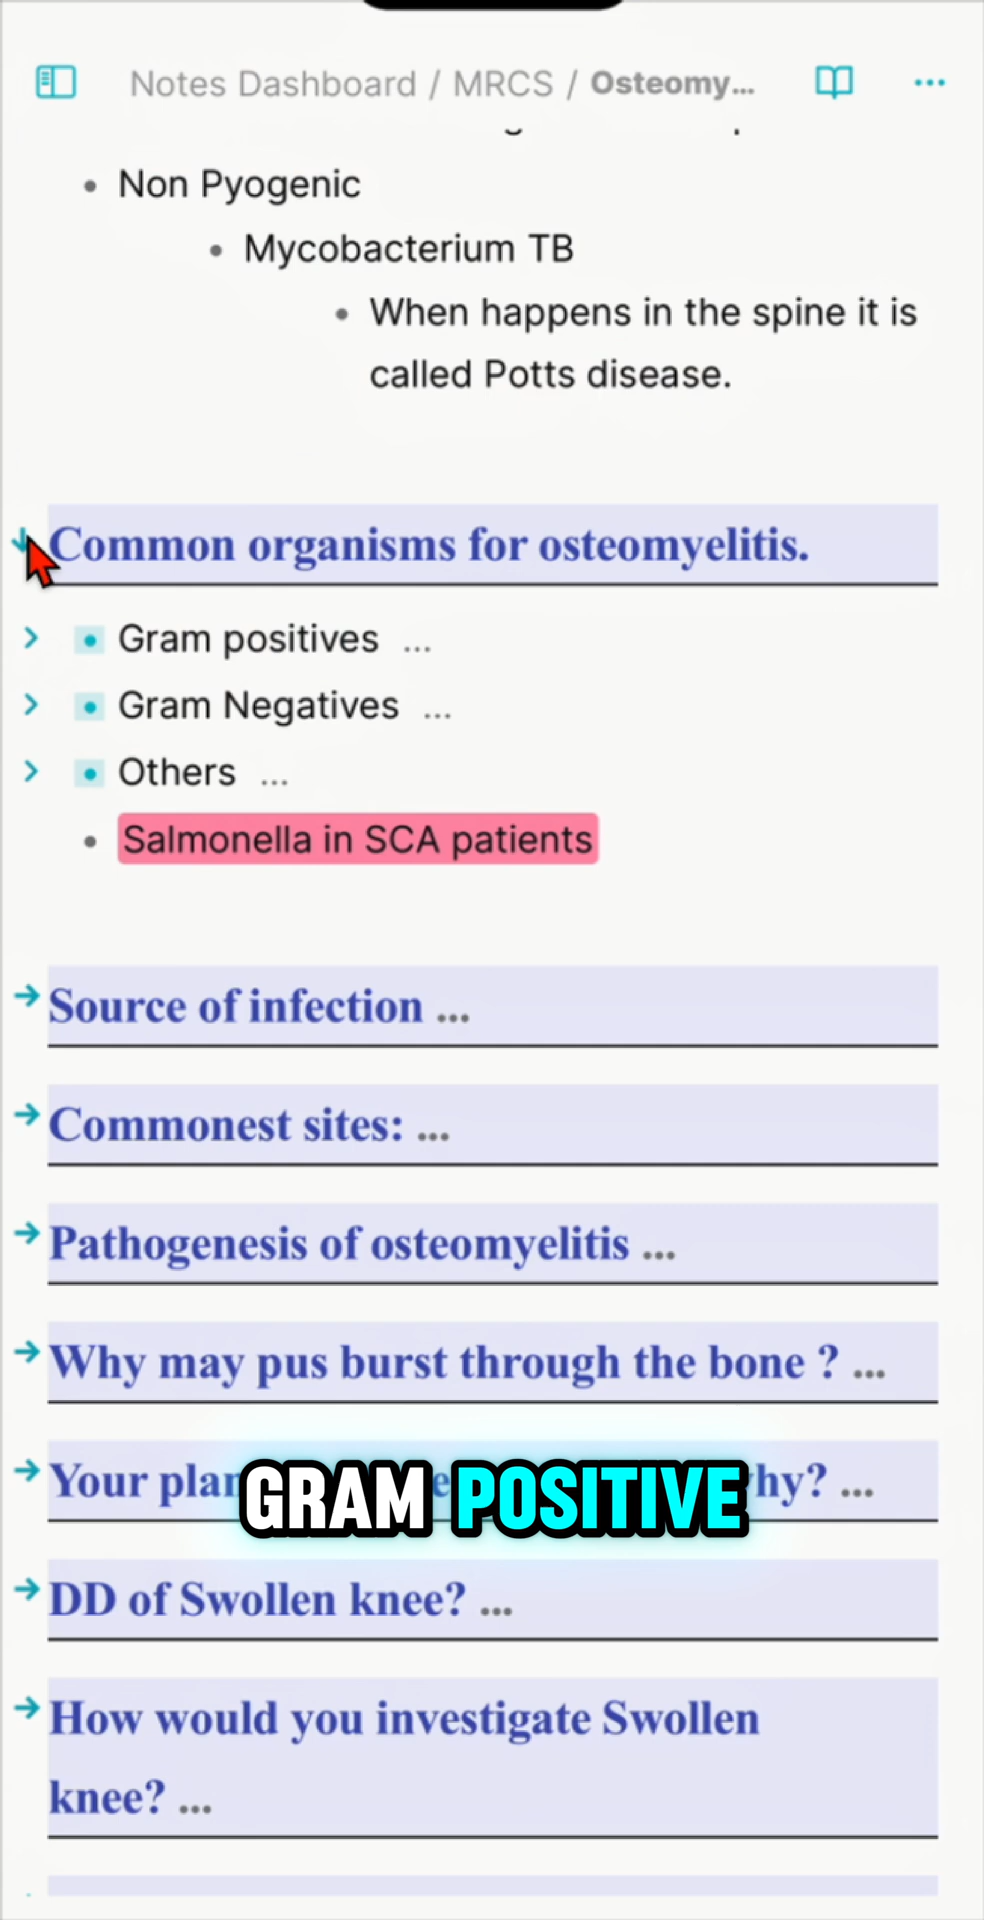 Notes Dashboard / MRCS / Osteomy...
Non Pyogenic
Mycobacterium TB
When happens in the spine it is
called Potts disease.
Common organisms for osteomyelitis.
Gram positives ...
Gram Negatives ...
Others ...
Salmonella in SCA patients
Source of infection ...
Commonest sites: ...
Pathogenesis of osteomyelitis ...
Why may pus burst through the bone ? ...
Your hy? ...
GRAM POSITIVE
DD of Swollen knee? ...
How would you investigate Swollen
knee? ...